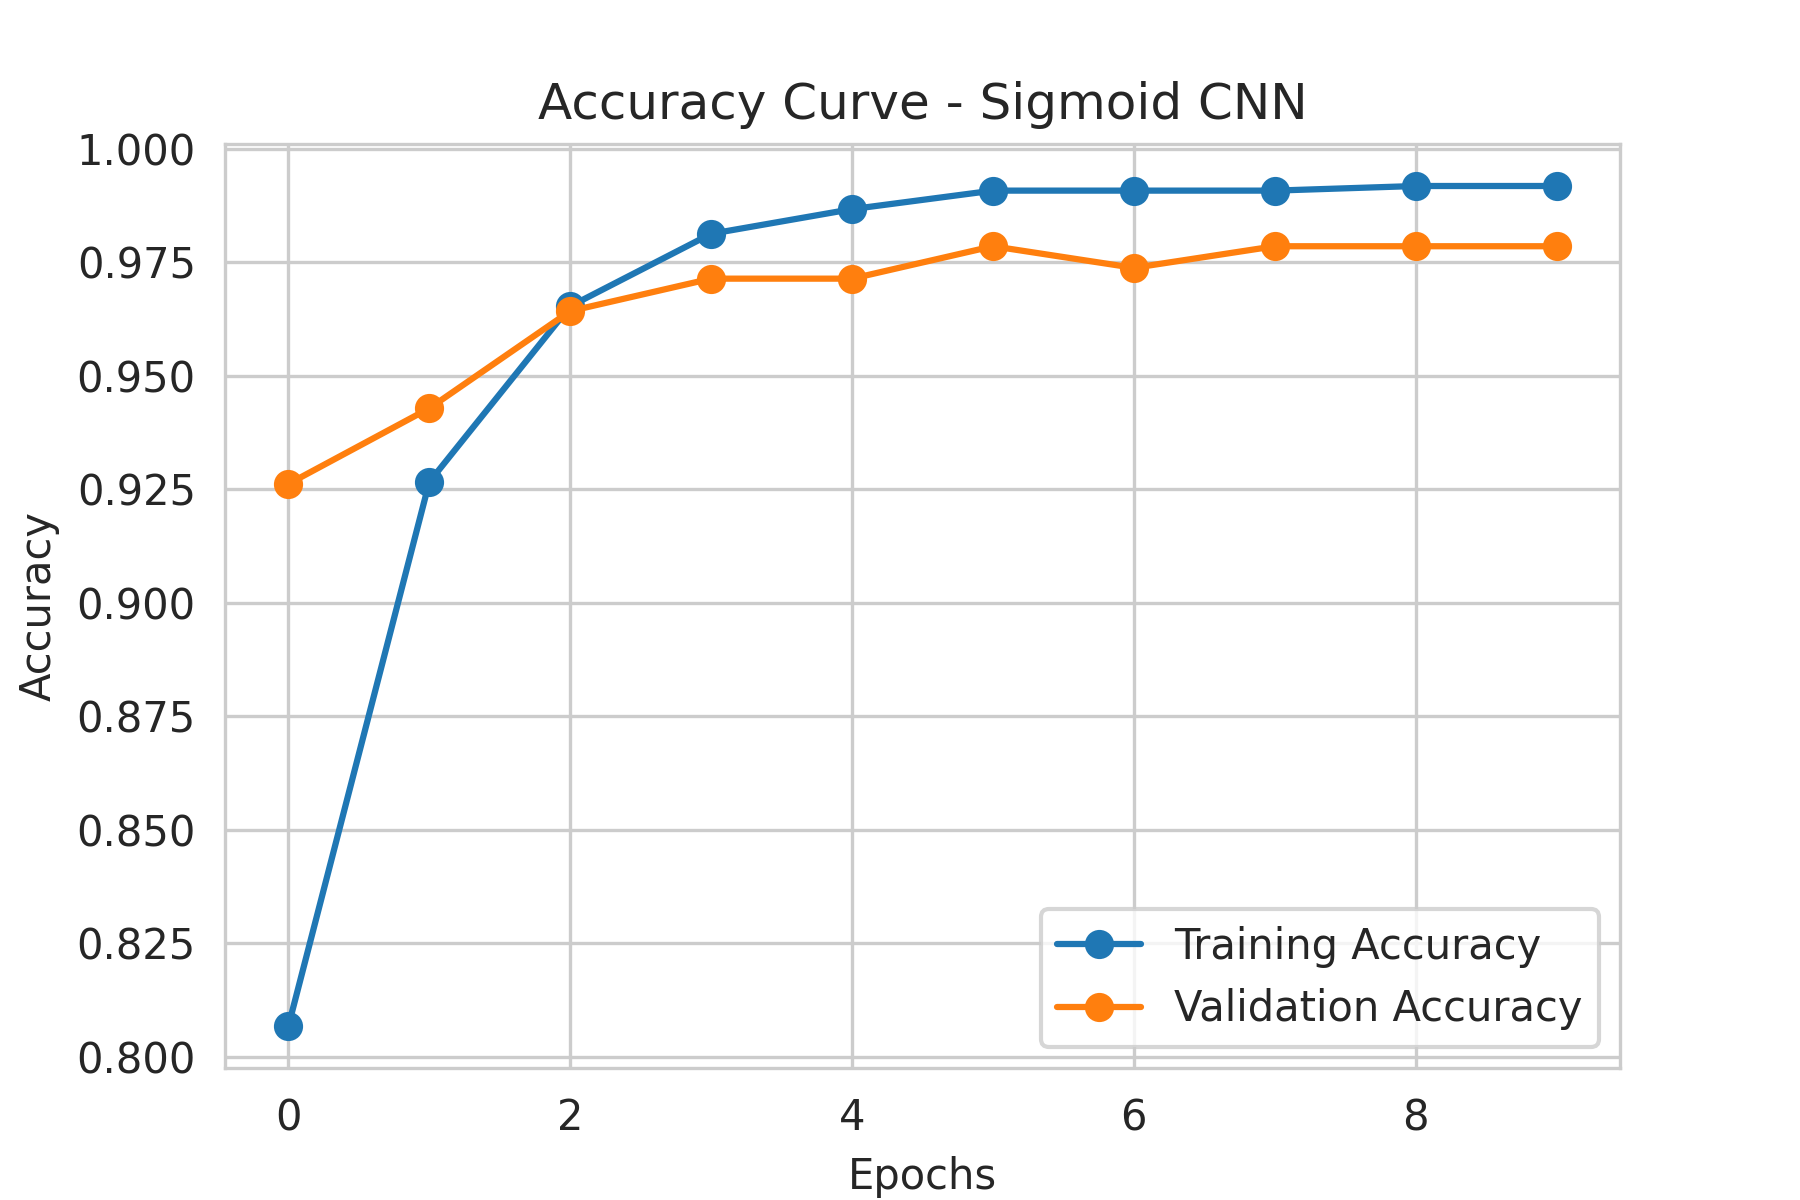 Accuracy Curve - Sigmoid CNN
1.000
0.975
0.950
0.925
0.900
0.875
0.850
0.825
0.800
Accuracy
Training Accuracy
Validation Accuracy
0 2 4 6 8
Epochs